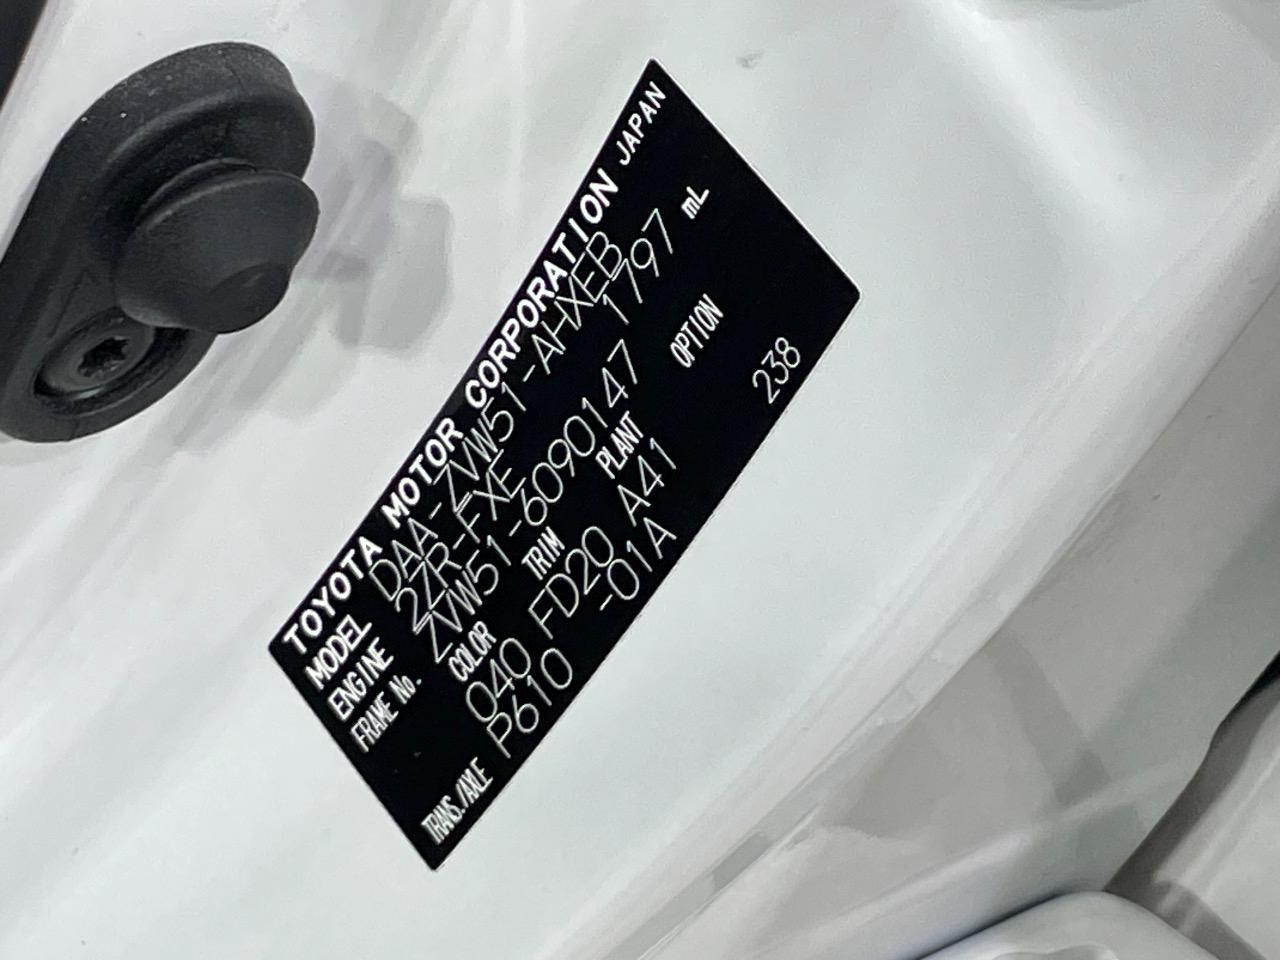 TOYOTA MOTOR CORPORATION JAPAN
MODEL DAA-ZVW51-AHXEB
ENGINE 2ZR-FXE 1797 mL
FRAME No. ZVW51-6090147
COLOR TRIM PLANT OPTION
040 FD20 A41 238
TRANS./AXLE P610 -01A